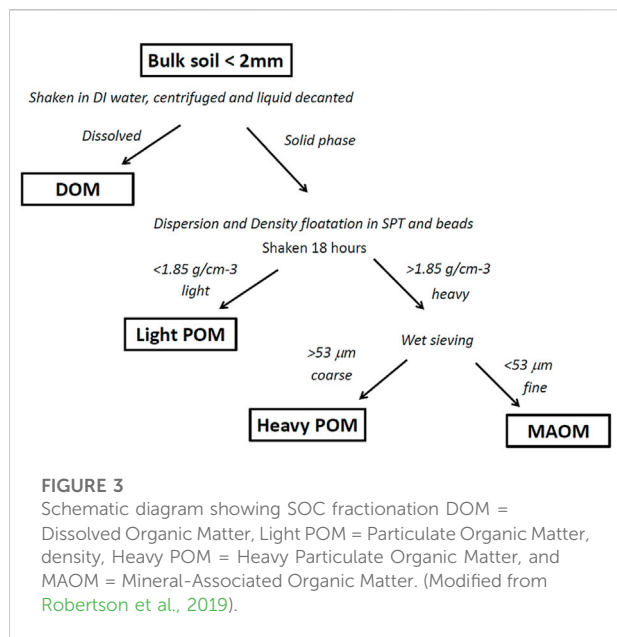 Bulk soil < 2mm
Shaken in DI water, centrifuged and liquid decanted
Dissolved
Solid phase
DOM
Dispersion and Density floatation in SPT and beads
Shaken 18 hours
<1.85 g/cm-3
light
>1.85 g/cm-3
heavy
Light POM
Wet sieving
>53 μm
coarse
<53 μm
fine
Heavy POM
MAOM
FIGURE 3
Schematic diagram showing SOC fractionation DOM =
Dissolved Organic Matter, Light POM = Particulate Organic Matter,
density, Heavy POM = Heavy Particulate Organic Matter, and
MAOM = Mineral-Associated Organic Matter. (Modified from
Robertson et al., 2019).